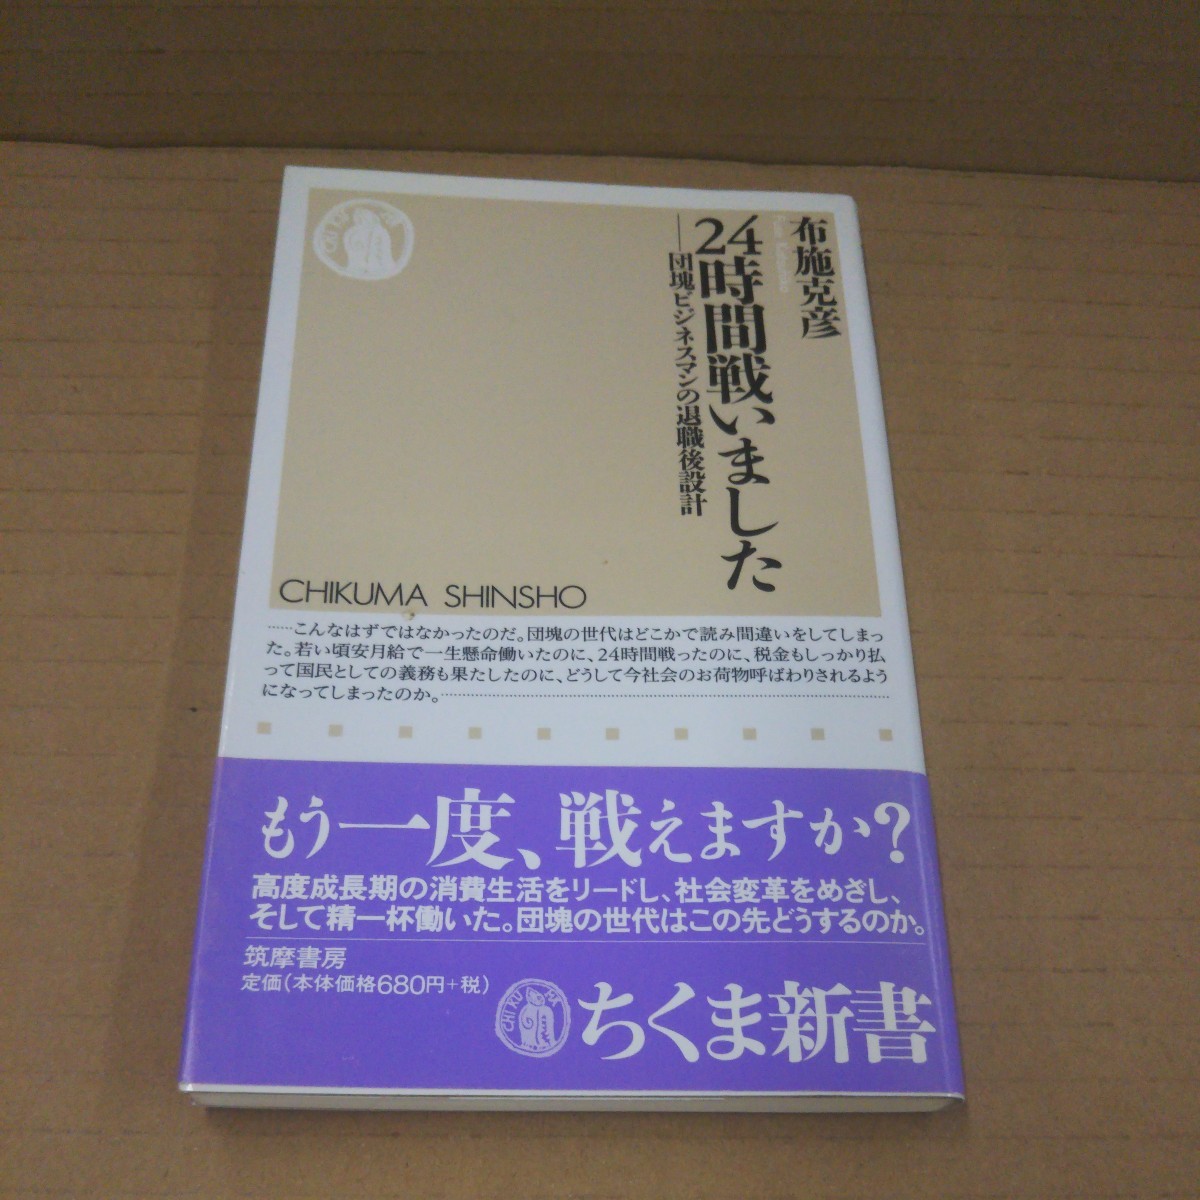 布施克彦
24時間戦いました
──団塊ビジネスマンの退職後設計
CHIKUMA SHINSHO
……こんなはずではなかったのだ。団塊の世代はどこかで読み間違いをしてしまっ
た。若い頃安月給で一生懸命働いたのに、24時間戦ったのに、税金もしっかり払
って国民としての義務も果たしたのに、どうして今社会のお荷物呼ばわりされるよう
になってしまったのか。……
もう一度、戦えますか?
高度成長期の消費生活をリードし、社会変革をめざし、
そして精一杯働いた。団塊の世代はこの先どうするのか。
筑摩書房
定価(本体価格680円+税)
CHIKUMA
ちくま新書